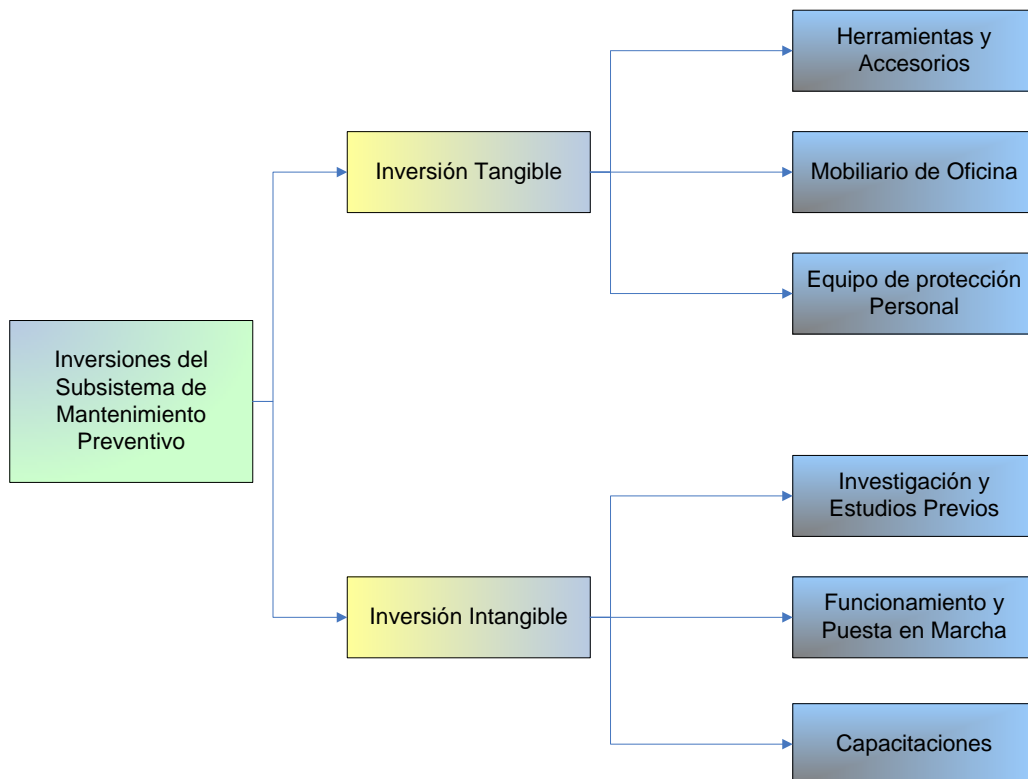 Inversiones del
Subsistema de
Mantenimiento
Preventivo
Inversión Tangible
Herramientas y
Accesorios
Mobiliario de Oficina
Equipo de protección
Personal
Inversión Intangible
Investigación y
Estudios Previos
Funcionamiento y
Puesta en Marcha
Capacitaciones